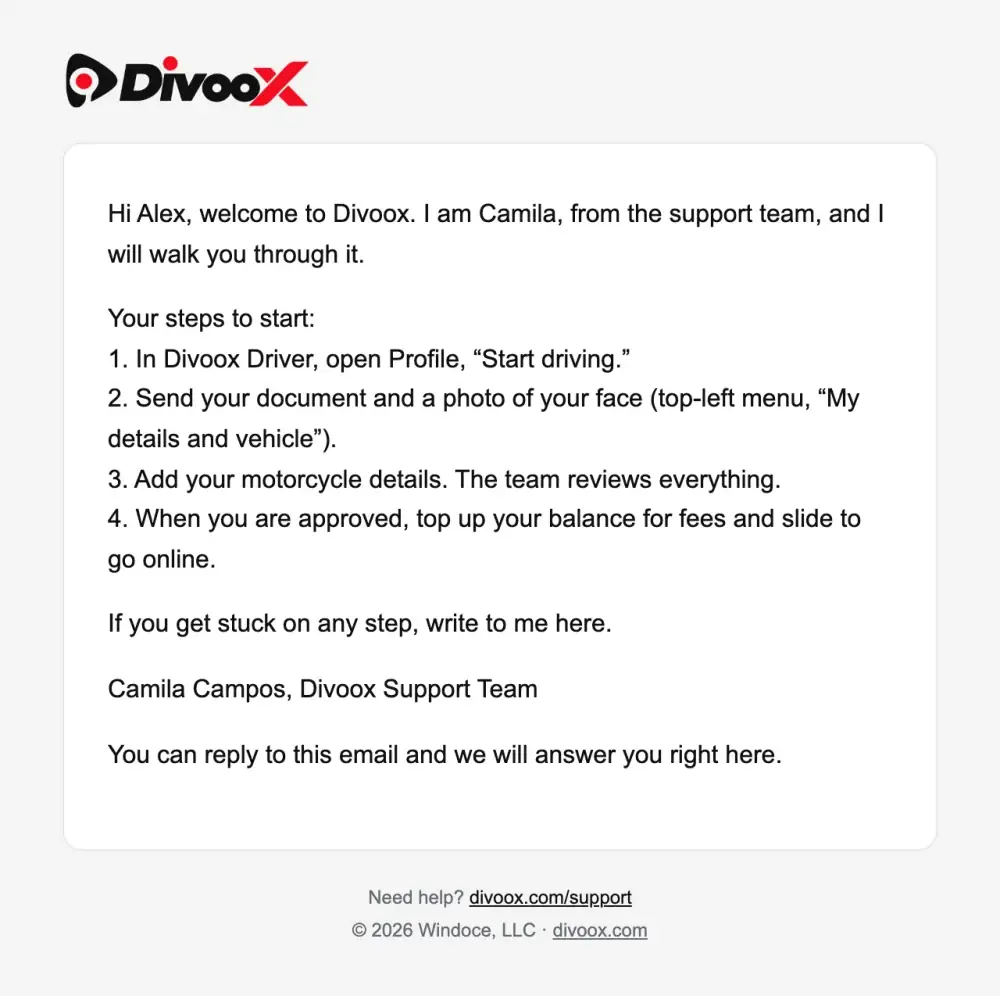 DivooX
Hi Alex, welcome to Divoox. I am Camila, from the support team, and I
will walk you through it.
Your steps to start:
1. In Divoox Driver, open Profile, “Start driving.”
2. Send your document and a photo of your face (top-left menu, “My
details and vehicle”).
3. Add your motorcycle details. The team reviews everything.
4. When you are approved, top up your balance for fees and slide to
go online.
If you get stuck on any step, write to me here.
Camila Campos, Divoox Support Team
You can reply to this email and we will answer you right here.
Need help? divoox.com/support
© 2026 Windoce, LLC · divoox.com